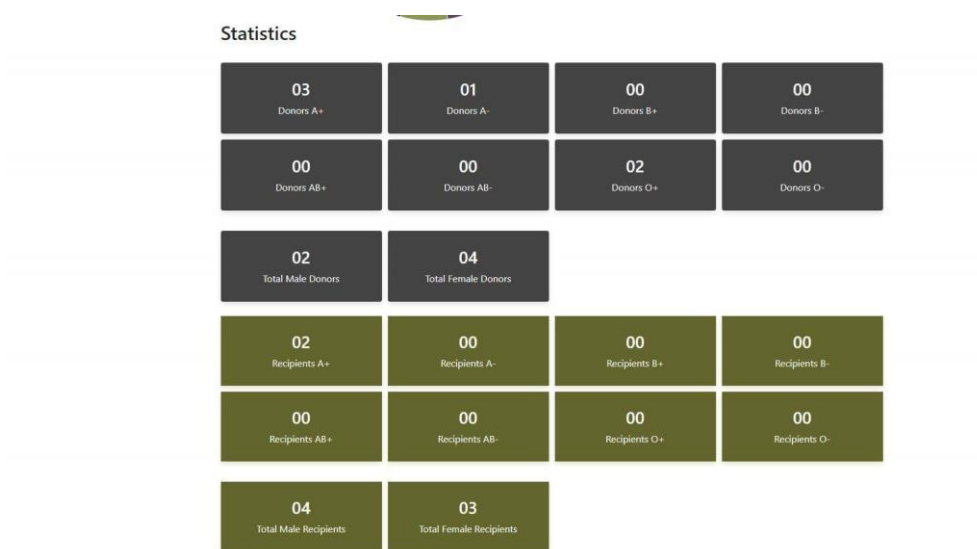 Statistics
03 01 00 00
Donors A+ Donors A- Donors B+ Donors B-
00 00 02 00
Donors AB+ Donors AB- Donors O+ Donors O-
02 04
Total Male Donors Total Female Donors
02 00 00 00
Recipients A+ Recipients A- Recipients B+ Recipients B-
00 00 00 00
Recipients AB+ Recipients AB- Recipients O+ Recipients O-
04 03
Total Male Recipients Total Female Recipients